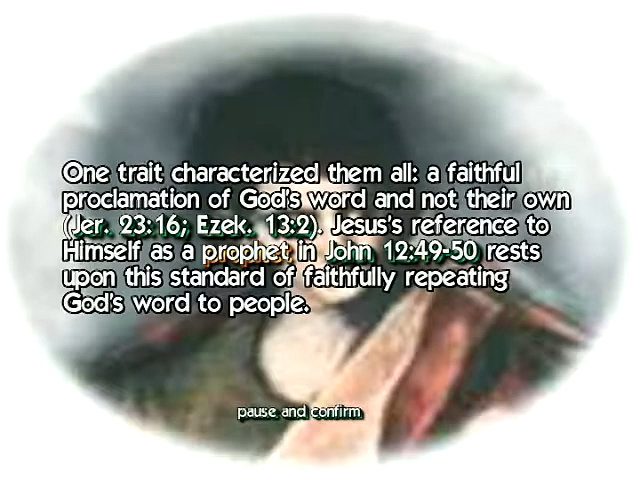 One trait characterized them all: a faithful
proclamation of God's word and not their own
(Jer. 23:16; Ezek. 13:2). Jesus's reference to
Himself as a prophet in John 12:49-50 rests
upon this standard of faithfully repeating
God's word to people.
pause and confirm